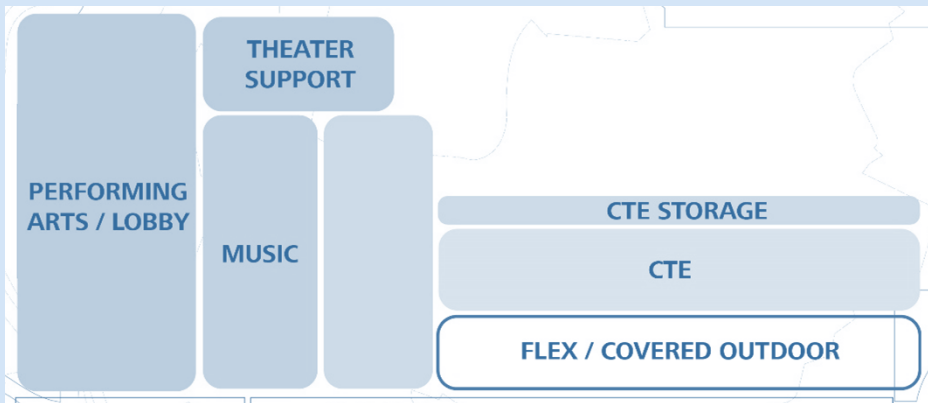 THEATER
SUPPORT
PERFORMING
ARTS / LOBBY
MUSIC
CTE STORAGE
CTE
FLEX / COVERED OUTDOOR